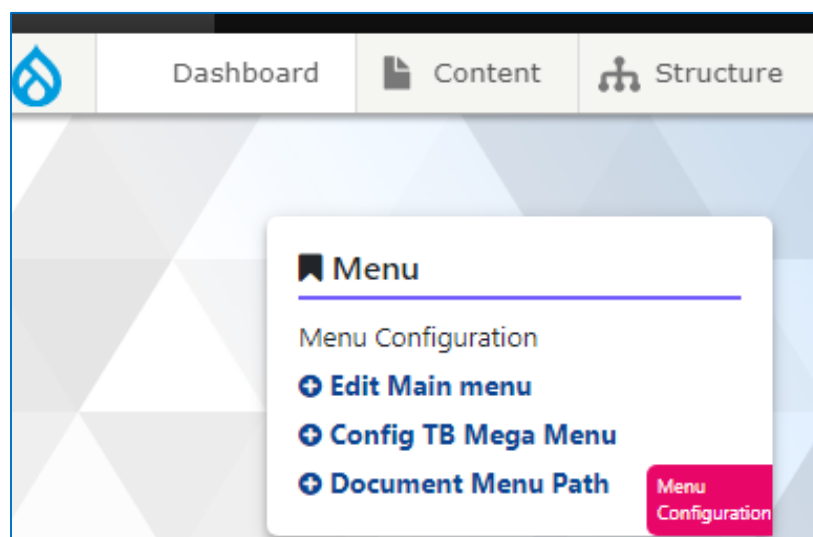 Dashboard
Content
Structure
Menu
Menu Configuration
Edit Main menu
Config TB Mega Menu
Document Menu Path
Menu
Configuration